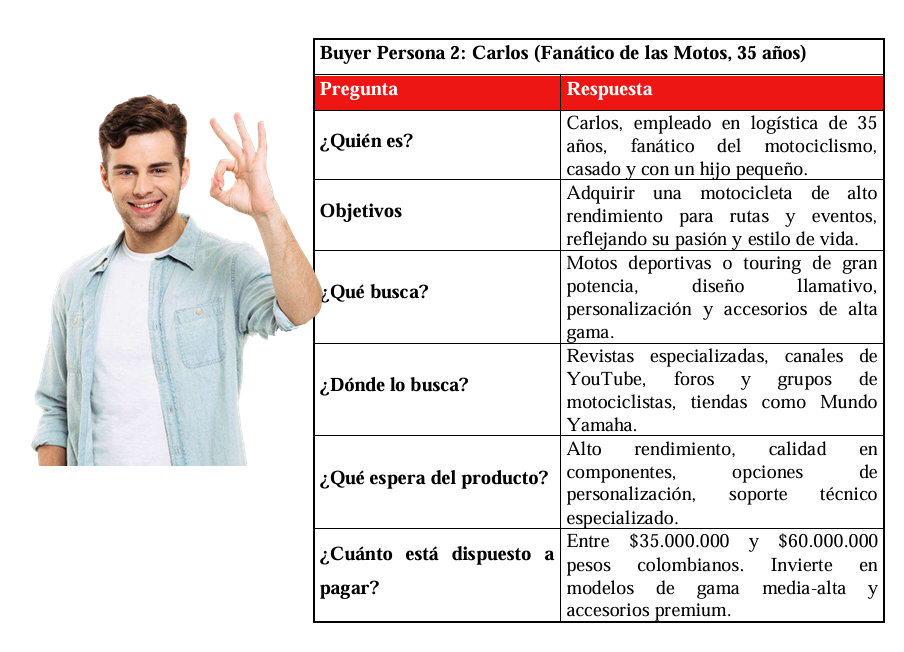 Buyer Persona 2: Carlos (Fanático de las Motos, 35 años)
Pregunta
Respuesta
¿Quién es?
Carlos, empleado en logística de 35
años, fanático del motociclismo,
casado y con un hijo pequeño.
Objetivos
Adquirir una motocicleta de alto
rendimiento para rutas y eventos,
reflejando su pasión y estilo de vida.
¿Qué busca?
Motos deportivas o touring de gran
potencia, diseño llamativo,
personalización y accesorios de alta
gama.
¿Dónde lo busca?
Revistas especializadas, canales de
YouTube, foros y grupos de
motociclistas, tiendas como Mundo
Yamaha.
¿Qué espera del producto?
Alto rendimiento, calidad en
componentes, opciones de
personalización, soporte técnico
especializado.
¿Cuánto está dispuesto a
pagar?
Entre $35.000.000 y $60.000.000
pesos colombianos. Invierte en
modelos de gama media-alta y
accesorios premium.